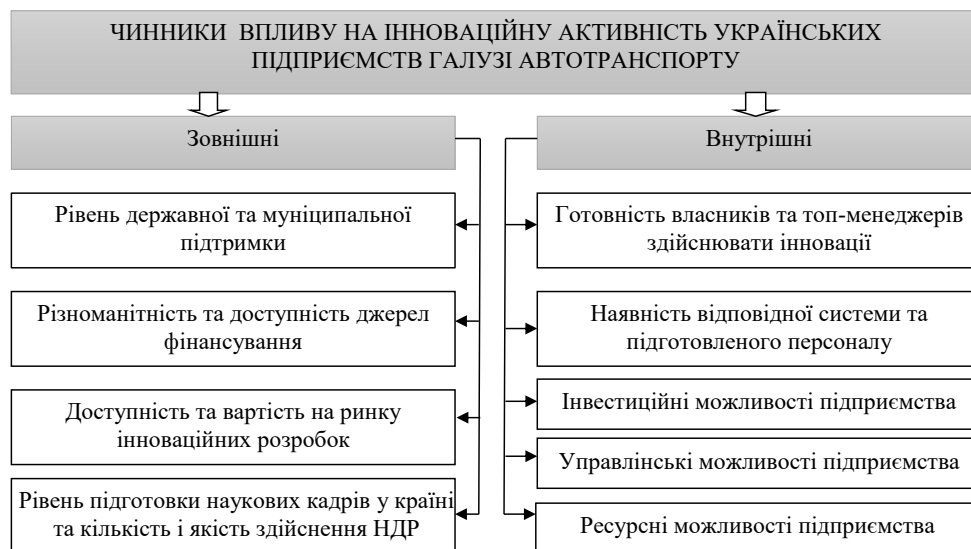 ЧИННИКИ ВПЛИВУ НА ІННОВАЦІЙНУ АКТИВНІСТЬ УКРАЇНСЬКИХ
ПІДПРИЄМСТВ ГАЛУЗІ АВТОТРАНСПОРТУ
Зовнішні
Рівень державної та муніципальної
підтримки
Різноманітність та доступність джерел
фінансування
Доступність та вартість на ринку
інноваційних розробок
Рівень підготовки наукових кадрів у країні
та кількість і якість здійснення НДР
Внутрішні
Готовність власників та топ-менеджерів
здійснювати інновації
Наявність відповідної системи та
підготовленого персоналу
Інвестиційні можливості підприємства
Управлінські можливості підприємства
Ресурсні можливості підприємства